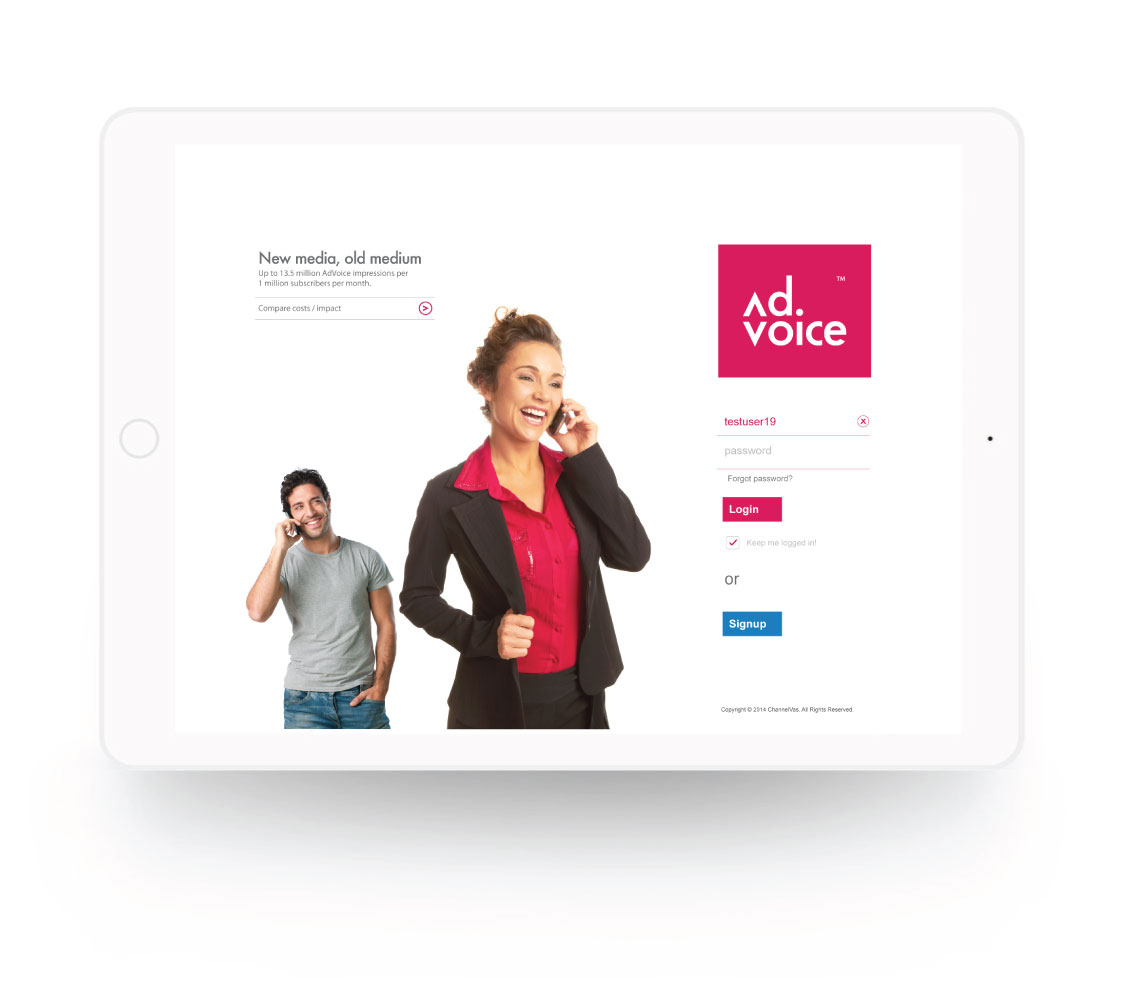 New media, old medium
Up to 13.5 million AdVoice impressions per
1 million subscribers per month.
Compare costs / impact
Ad.
voice
TM
testuser19
password
Forgot password?
Login
Keep me logged in!
or
Signup
Copyright © 2014 ChannelVas. All Rights Reserved.